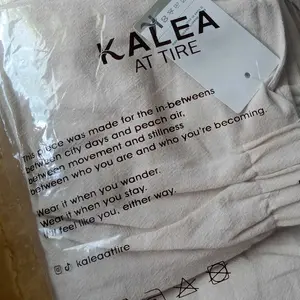 KALEA
AT TIRE
This piece was made for the in-betweens
between city days and peach air,
between movement and stillness
between who you are and who you're becoming.
Wear it when you wander.
Wear it when you stay.
feel like you, either way.
kaleaattire